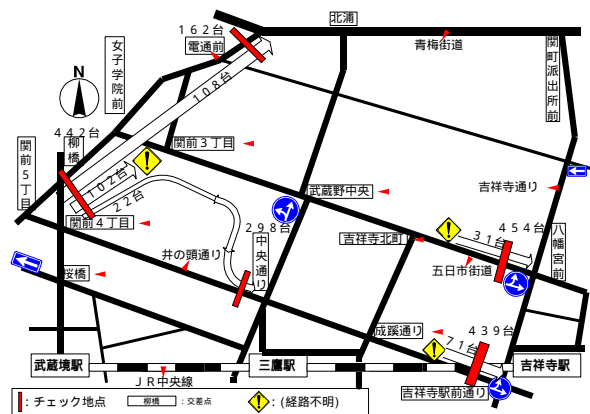 北浦
162台
電通前
青梅街道
女子学院前
関町派出所前
N
108台
442台
柳橋
関前3丁目
関前5丁目
102台
22台
武蔵野中央
吉祥寺通り
関前4丁目
298台
中央通り
吉祥寺北町
31台
454台
八幡宮前
井の頭通り
五日市街道
桜橋
成蹊通り
439台
71台
武蔵境駅
三鷹駅
吉祥寺駅
JR中央線
吉祥寺駅前通り
:チェック地点
柳橋
:交差点
:(経路不明)